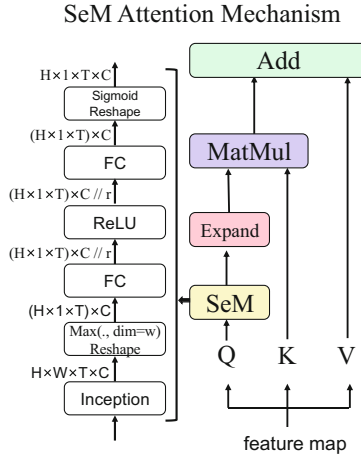 SeM Attention Mechanism
H×1×T×C
Sigmoid
Reshape
(H×1×T)×C
FC
(H×1×T)×C // r
ReLU
(H×1×T)×C // r
FC
(H×1×T)×C
Max(., dim=w)
Reshape
H×W×T×C
Inception
Add
MatMul
Expand
SeM
Q K V
feature map